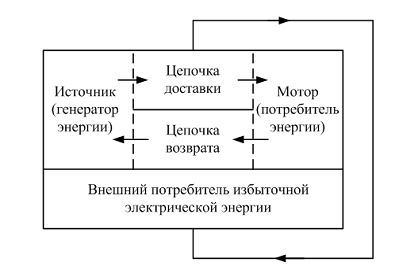 Источник
(генератор
энергии)
Цепочка
доставки
Цепочка
возврата
Мотор
(потребитель
энергии)
Внешний потребитель избыточной
электрической энергии